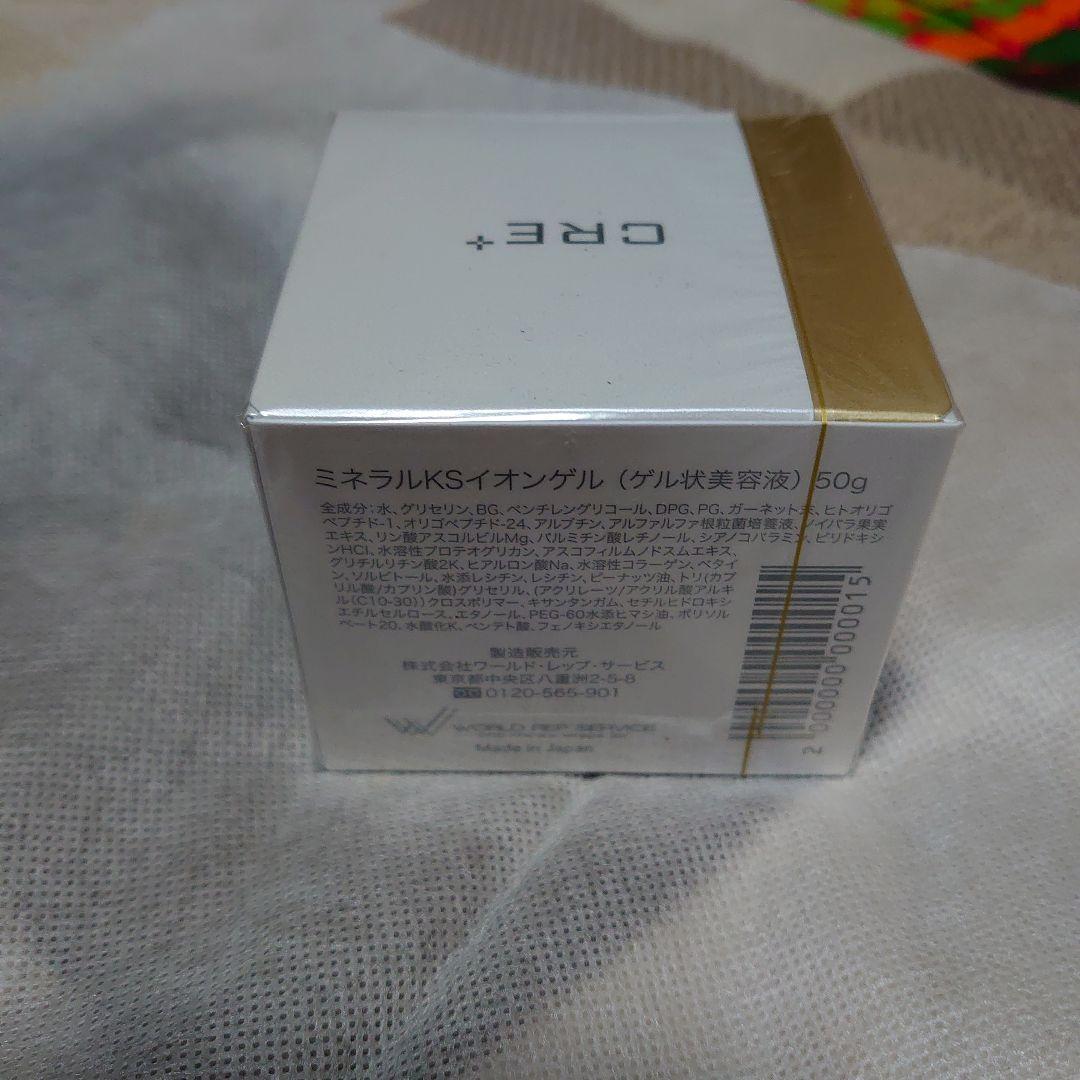 CRE+
ミネラルKSイオンゲル（ゲル状美容液）50g
全成分：水、グリセリン、BG、ペンチレングリコール、DPG、PG、ガーネット末、ヒトオリゴ
ペプチド-1、オリゴペプチド-24、アルブチン、アルファルファ根粒菌培養液、ノイバラ果実
エキス、リン酸アスコルビルMg、パルミチン酸レチノール、シアノコバラミン、ピリドキシ
ンHCl、水溶性プロテオグリカン、アスコフィルムノドスムエキス、
グリチルリチン酸2K、ヒアルロン酸Na、水溶性コラーゲン、ベタイ
ン、ソルビトール、水添レシチン、レシチン、ピーナッツ油、トリ(カプ
リル酸/カプリン酸)グリセリル、(アクリレーツ/アクリル酸アルキ
ル(C10-30))クロスポリマー、キサンタンガム、セチルヒドロキシ
エチルセルロース、エタノール、PEG-60水添ヒマシ油、ポリソル
ベート20、水酸化K、ペンテト酸、フェノキシエタノール
製造販売元
株式会社ワールド・レップ・サービス
東京都中央区八重洲2-5-8
0120-565-901
WORLD REP SERVICE
Made in Japan
2 000000 000015